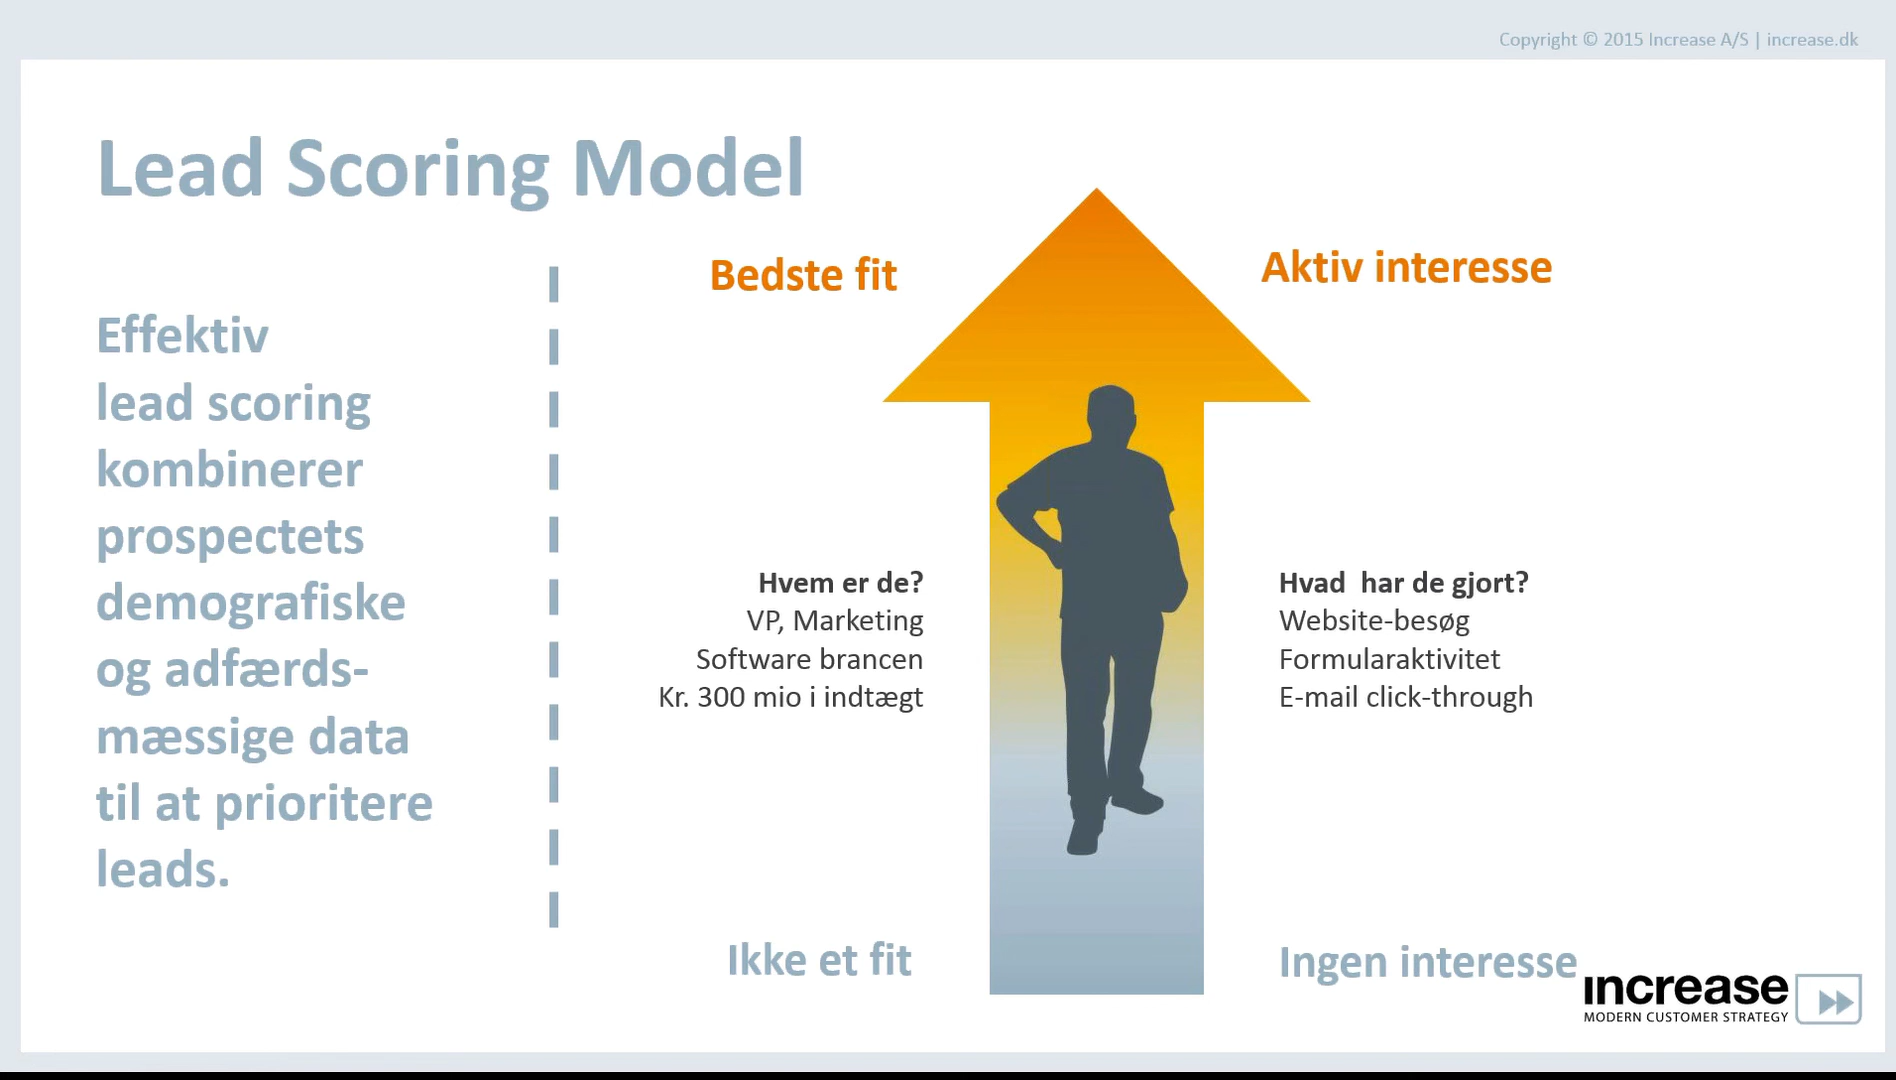 Copyright © 2015 Increase A/S | increase.dk
Lead Scoring Model
Effektiv
lead scoring
kombinerer
prospectets
demografiske
og adfærds-
mæssige data
til at prioritere
leads.
Bedste fit
Aktiv interesse
Hvem er de?
VP, Marketing
Software brancen
Kr. 300 mio i indtægt
Hvad har de gjort?
Website-besøg
Formularaktivitet
E-mail click-through
Ikke et fit
Ingen interesse
increase
MODERN CUSTOMER STRATEGY